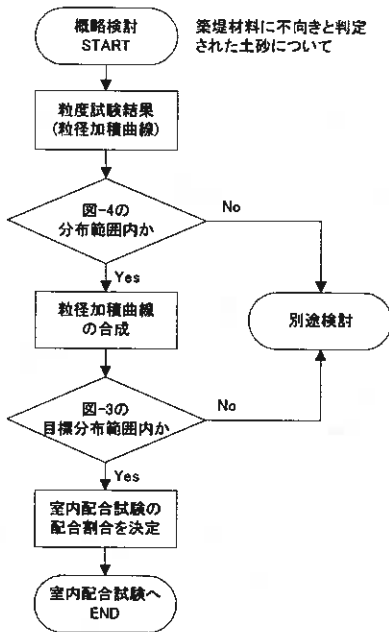 概略検討
START
築堤材料に不向きと判定
された土砂について
粒度試験結果
(粒径加積曲線)
図-4の
分布範囲内か
No
Yes
粒径加積曲線
の合成
別途検討
図-3の
目標分布範囲内か
No
Yes
室内配合試験の
配合割合を決定
室内配合試験へ
END